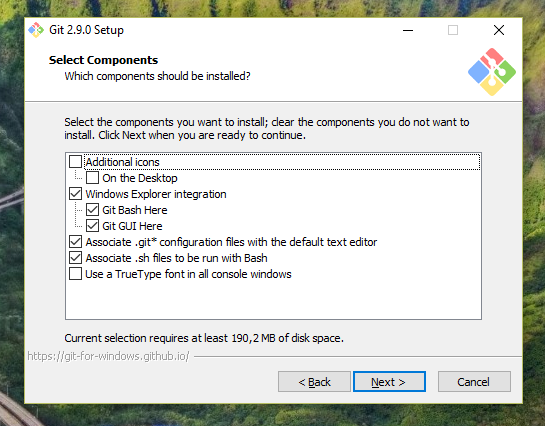 Git 2.9.0 Setup
Select Components
Which components should be installed?
Select the components you want to install; clear the components you do not want to
install. Click Next when you are ready to continue.
Additional icons
On the Desktop
Windows Explorer integration
Git Bash Here
Git GUI Here
Associate .git* configuration files with the default text editor
Associate .sh files to be run with Bash
Use a TrueType font in all console windows
Current selection requires at least 190,2 MB of disk space.
https://git-for-windows.github.io/
< Back
Next >
Cancel